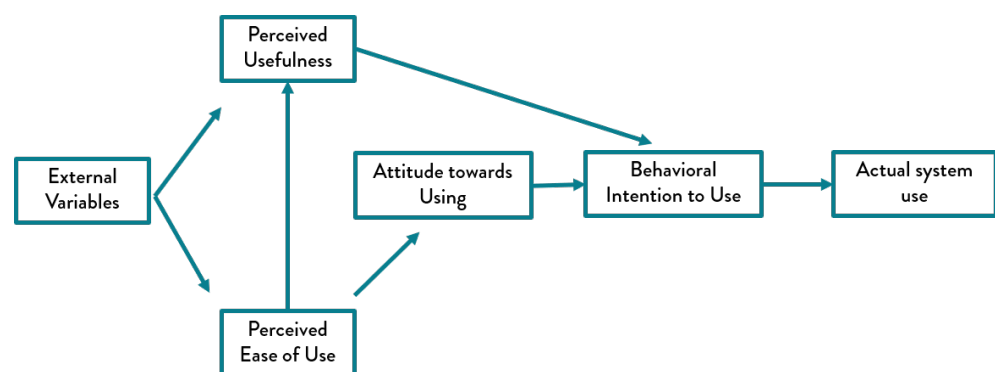 Perceived
Usefulness
External
Variables
Attitude towards
Using
Behavioral
Intention to Use
Actual system
use
Perceived
Ease of Use